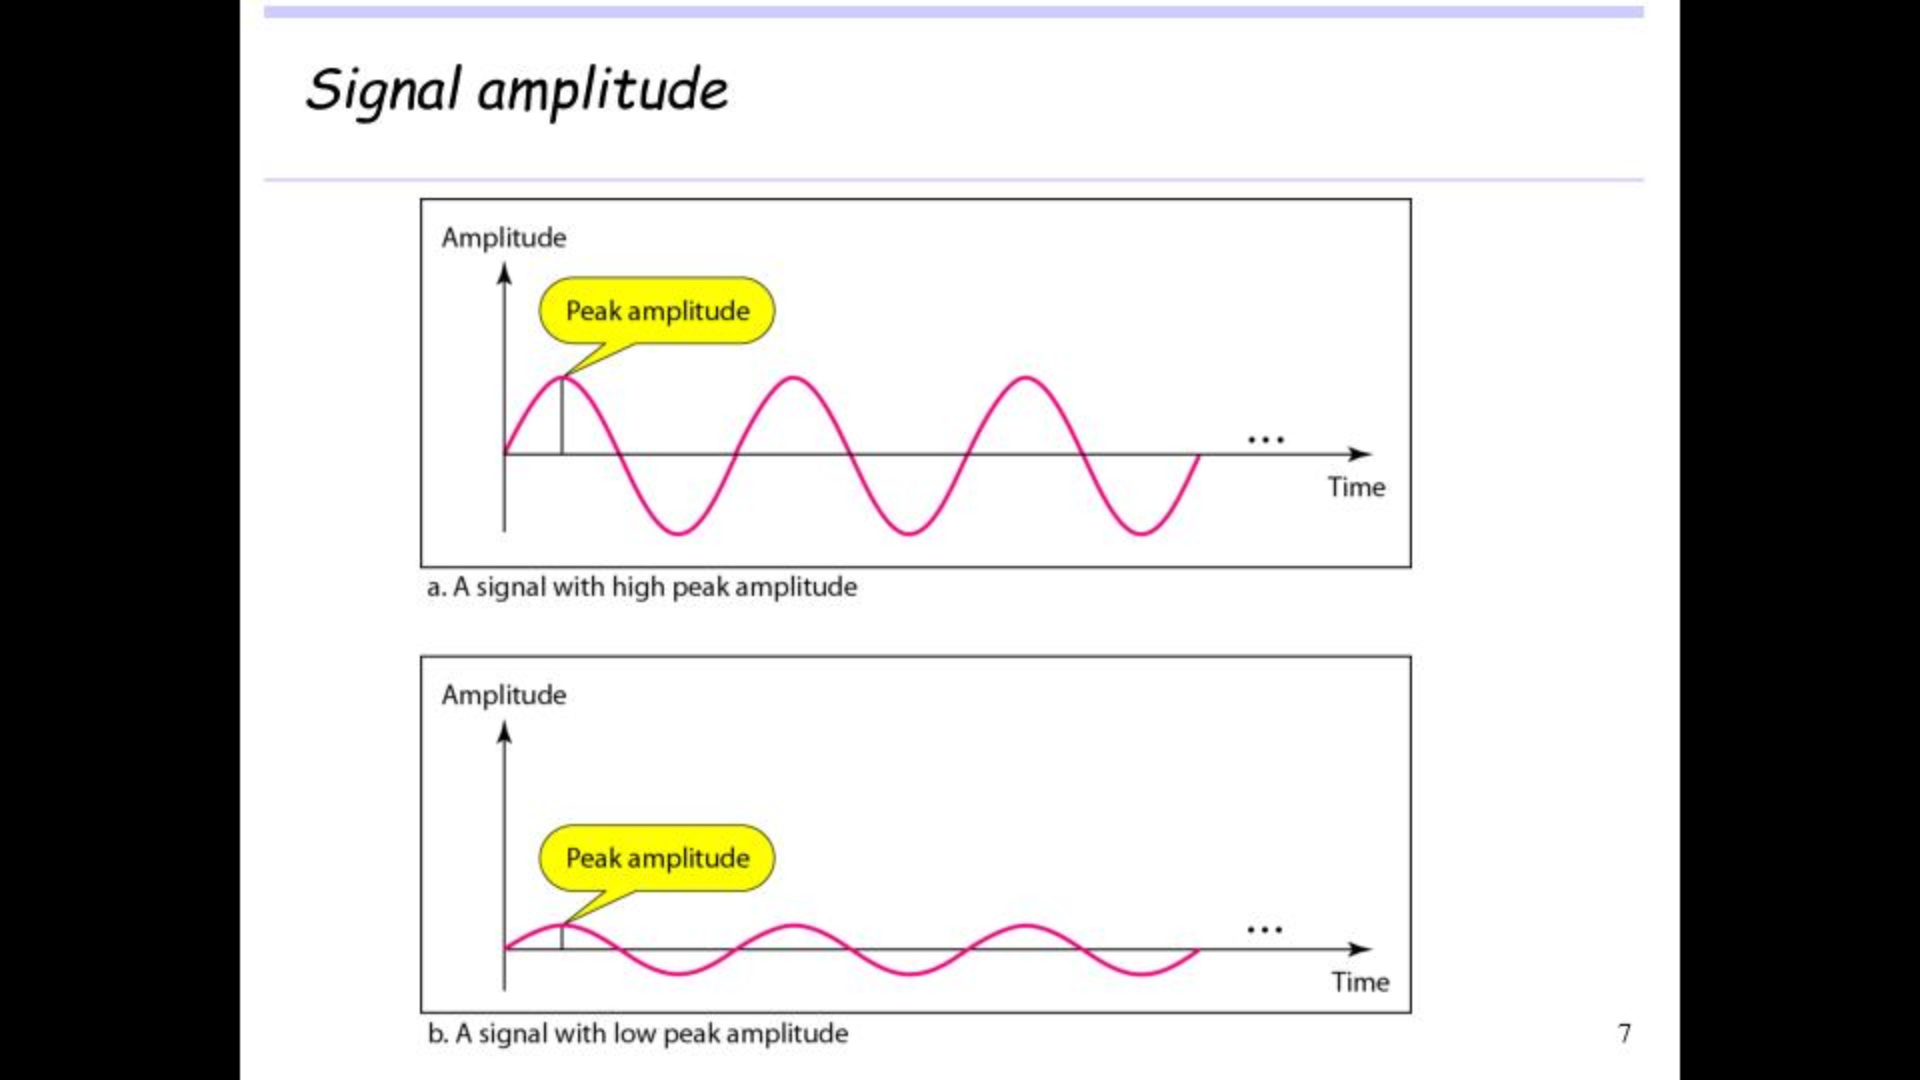 Signal amplitude
Amplitude
Peak amplitude
...
Time
a. A signal with high peak amplitude
Amplitude
Peak amplitude
...
Time
b. A signal with low peak amplitude
7